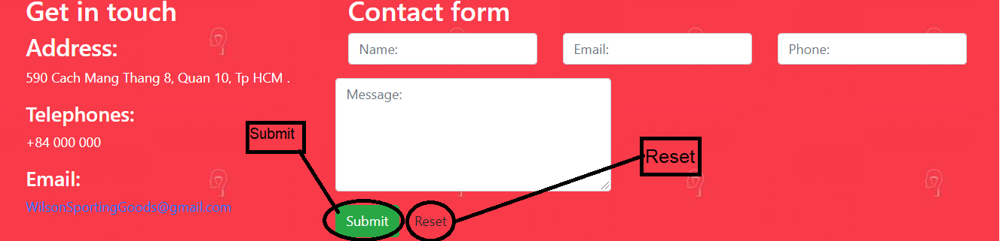 Get in touch
Address:
590 Cach Mang Thang 8, Quan 10, Tp HCM .
Telephones:
+84 000 000
Email:
WilsonSportingGoods@gmail.com
Contact form
Name:
Email:
Phone:
Message:
Submit
Reset
Submit
Reset